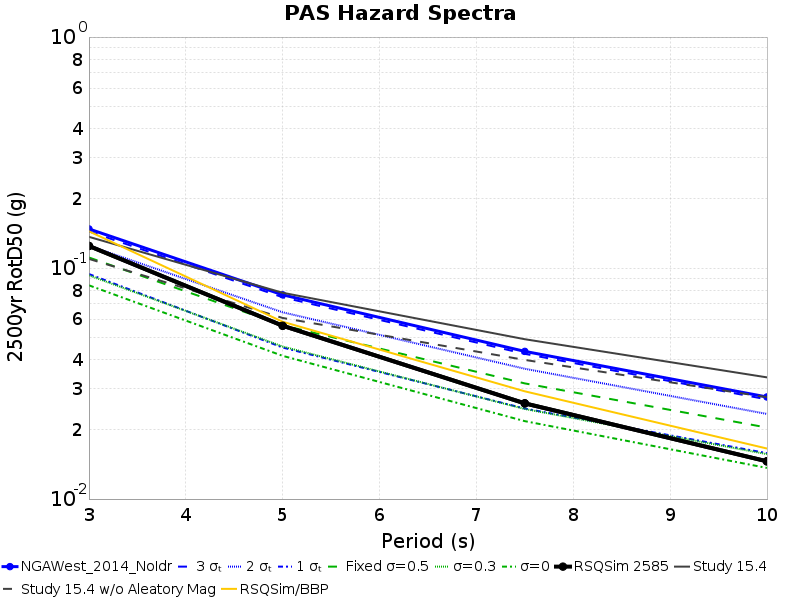 PAS Hazard Spectra
10^0
8
6
4
3
2
10^-1
8
6
4
3
2
10^-2
2500yr RotD50 (g)
3 4 5 6 7 8 9 10
Period (s)
NGAWest_2014_NoIdr 3 σₜ 2 σₜ 1 σₜ Fixed σ=0.5 σ=0.3 σ=0 RSQSim 2585 Study 15.4
Study 15.4 w/o Aleatory Mag RSQSim/BBP